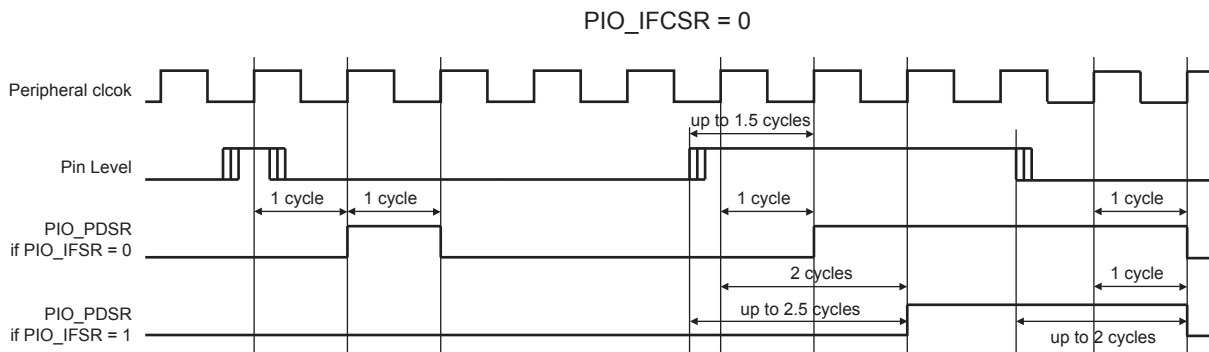 PIO_IFCSR = 0
Peripheral clcok
up to 1.5 cycles
Pin Level
1 cycle
1 cycle
1 cycle
1 cycle
PIO_PDSR
if PIO_IFSR = 0
2 cycles
1 cycle
PIO_PDSR
if PIO_IFSR = 1
up to 2.5 cycles
up to 2 cycles